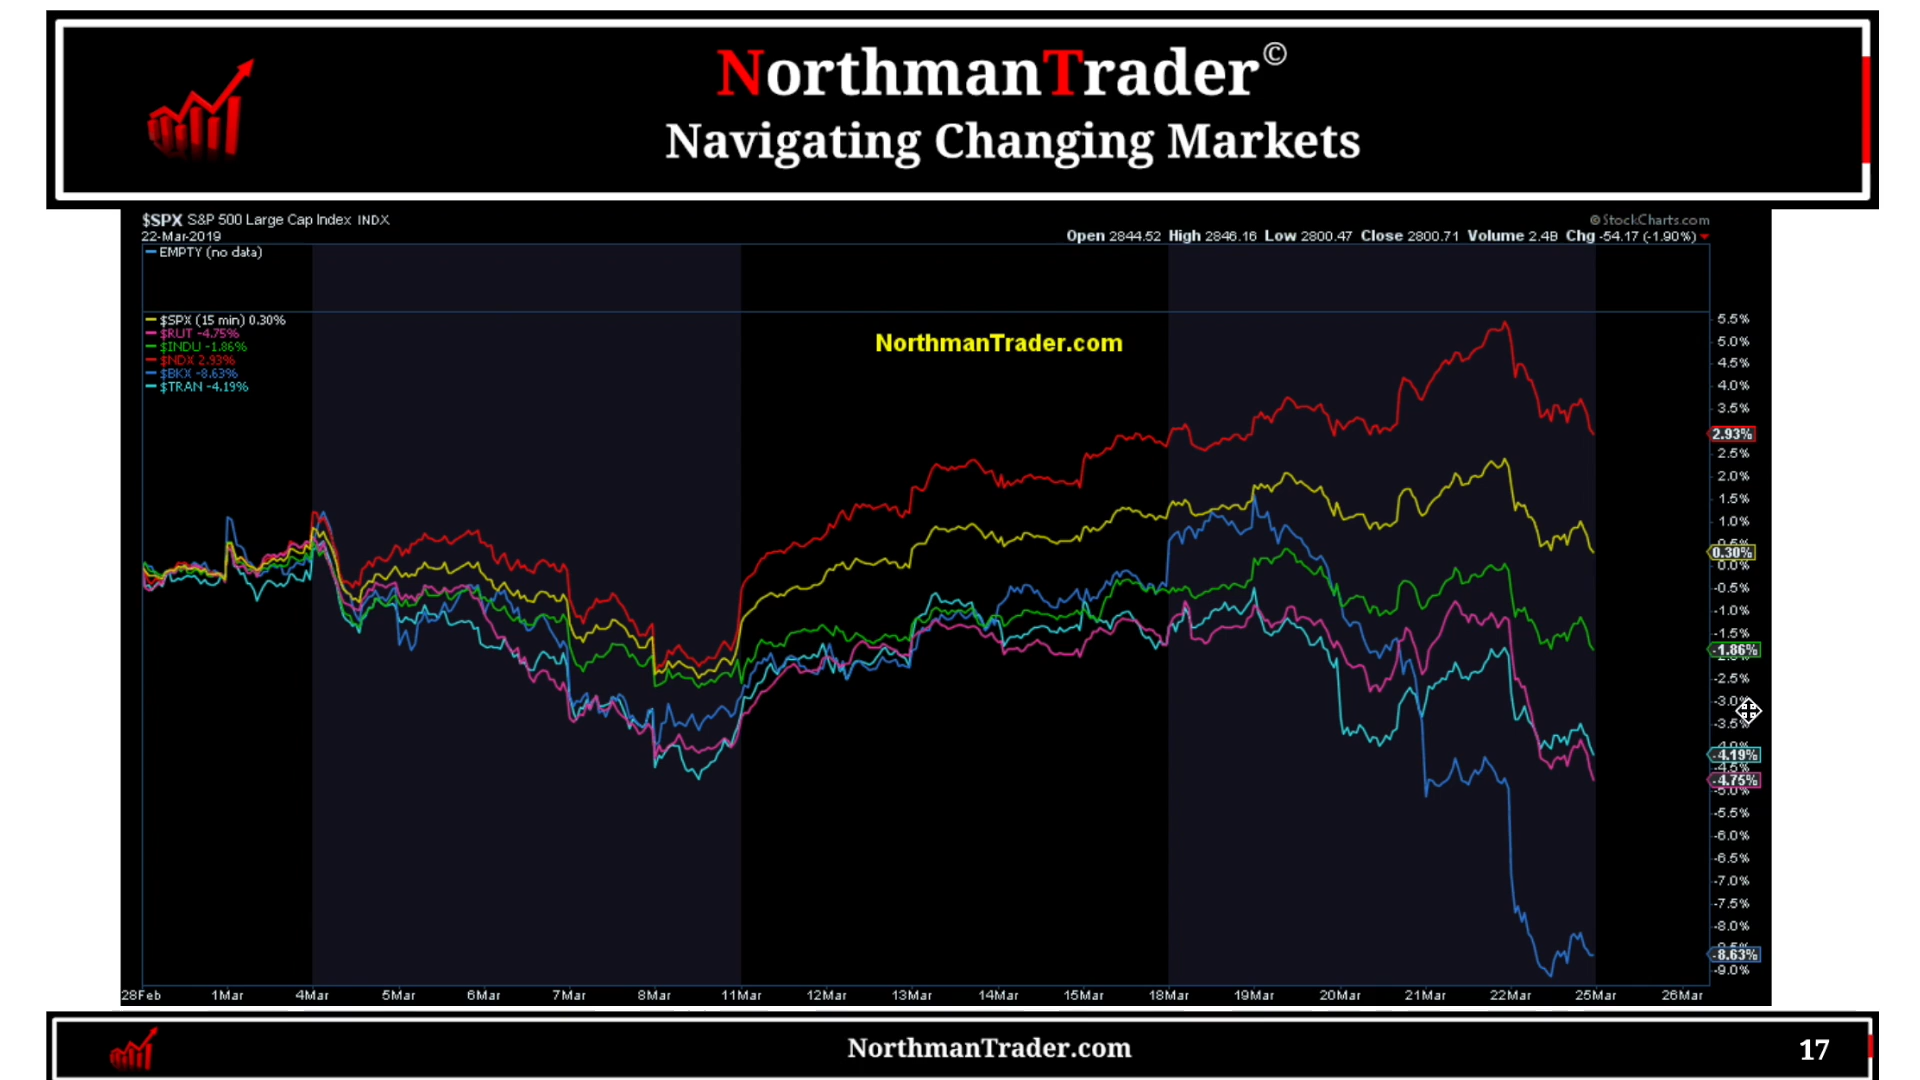 NorthmanTrader©
Navigating Changing Markets
$SPX S&P 500 Large Cap Index INDX
© StockCharts.com
22-Mar-2019
Open 2844.52 High 2846.16 Low 2800.47 Close 2800.71 Volume 2.4B Chg -54.17 (-1.90%)
EMPTY (no data)
$SPX (15 min) 0.30%
$RUT -4.75%
$INDU -1.86%
$NDX 2.93%
$BKX -8.63%
$TRAN -4.19%
NorthmanTrader.com
5.5%
5.0%
4.5%
4.0%
3.5%
2.93%
2.5%
2.0%
1.5%
1.0%
0.5%
0.30%
0.0%
-0.5%
-1.0%
-1.5%
-1.86%
-2.5%
-3.0%
-3.5%
-4.19%
-4.5%
-4.75%
-5.0%
-5.5%
-6.0%
-6.5%
-7.0%
-7.5%
-8.0%
-8.63%
-9.0%
28Feb 1Mar 4Mar 5Mar 6Mar 7Mar 8Mar 11Mar 12Mar 13Mar 14Mar 15Mar 18Mar 19Mar 20Mar 21Mar 22Mar 25Mar 26Mar
NorthmanTrader.com
17